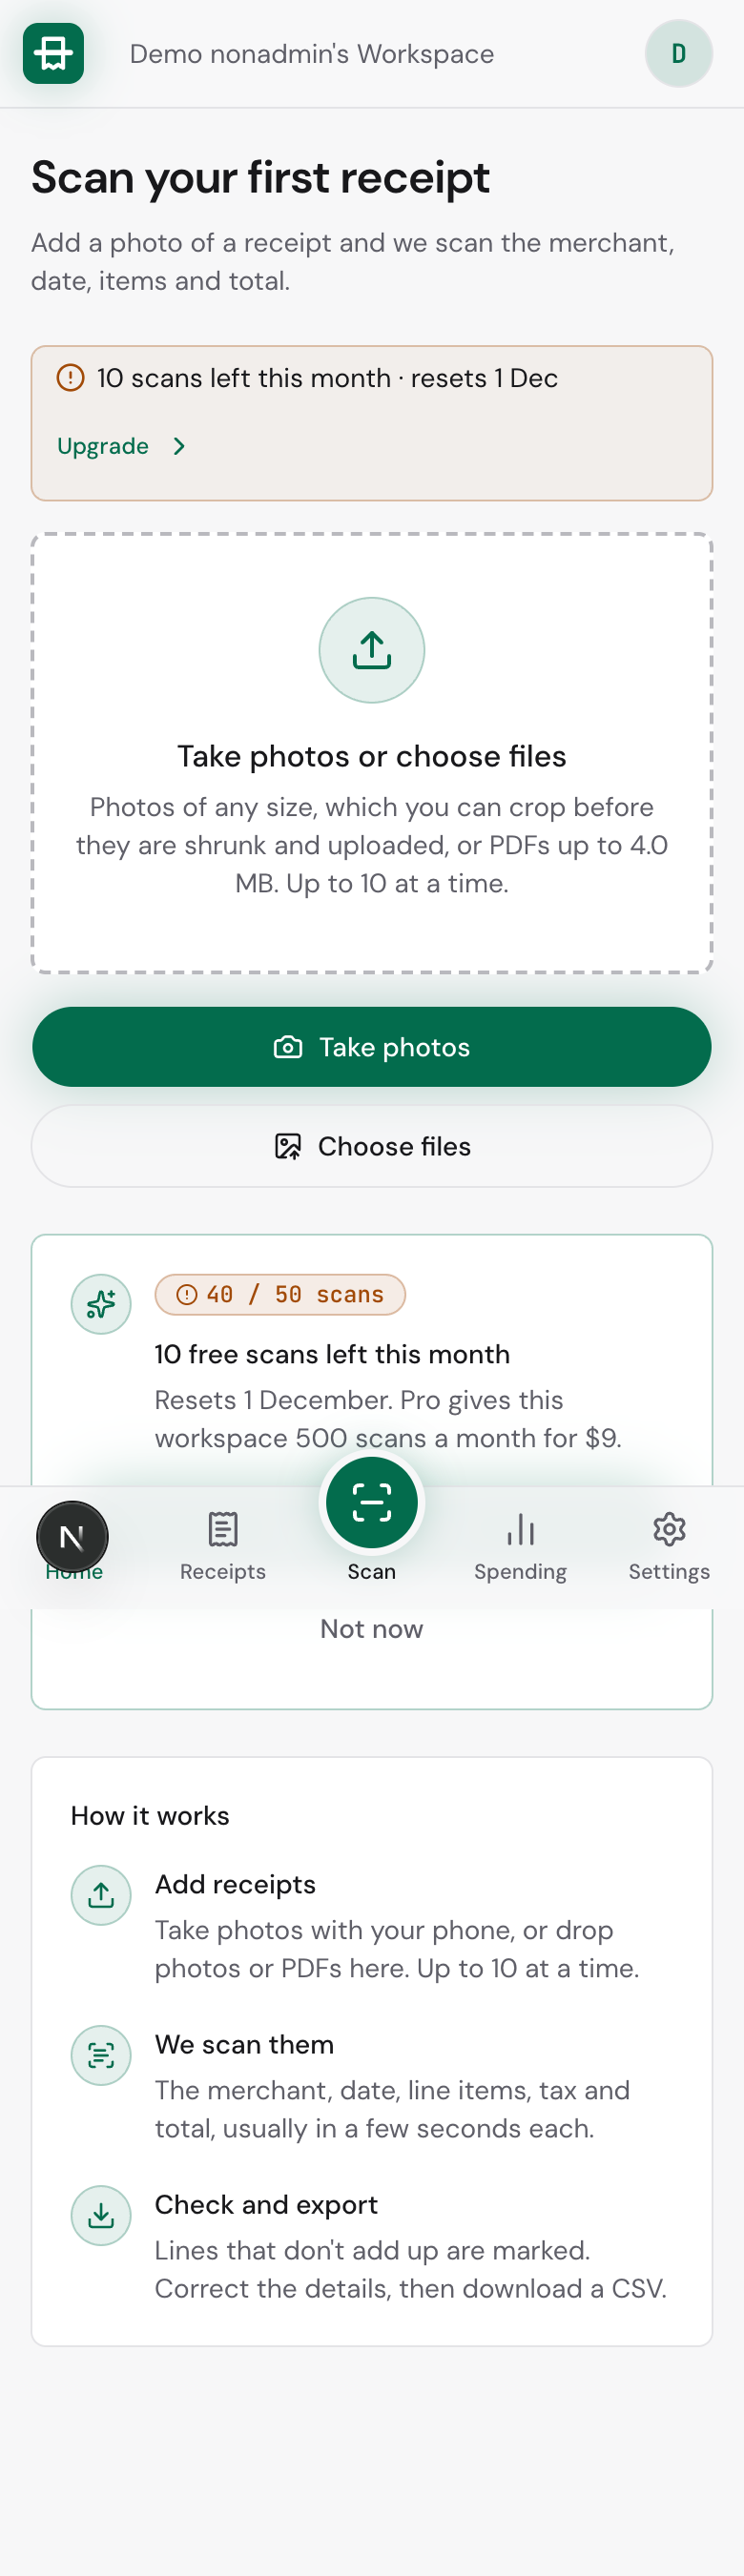 Demo nonadmin's Workspace
D
Scan your first receipt
Add a photo of a receipt and we scan the merchant,
date, items and total.
10 scans left this month · resets 1 Dec
Upgrade
Take photos or choose files
Photos of any size, which you can crop before
they are shrunk and uploaded, or PDFs up to 4.0
MB. Up to 10 at a time.
Take photos
Choose files
40 / 50 scans
10 free scans left this month
Resets 1 December. Pro gives this
workspace 500 scans a month for $9.
N
Home
Receipts
Scan
Spending
Settings
Not now
How it works
Add receipts
Take photos with your phone, or drop
photos or PDFs here. Up to 10 at a time.
We scan them
The merchant, date, line items, tax and
total, usually in a few seconds each.
Check and export
Lines that don't add up are marked.
Correct the details, then download a CSV.